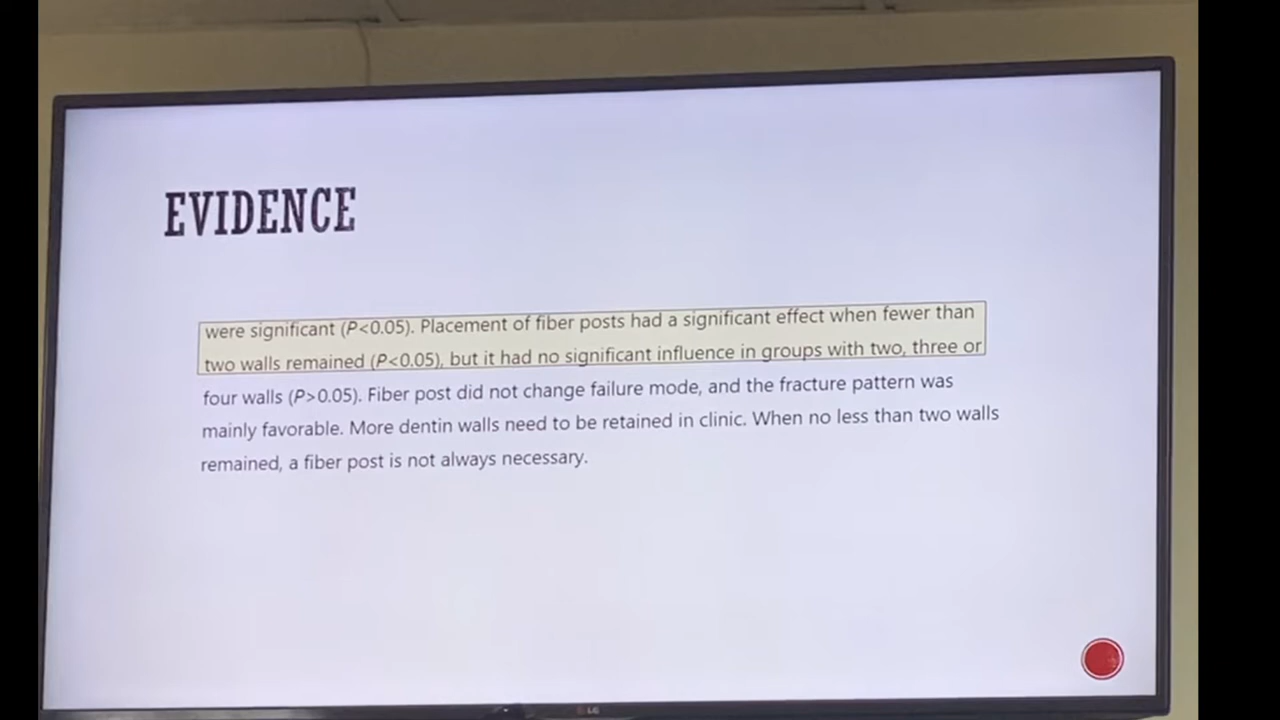 EVIDENCE
were significant (P<0.05). Placement of fiber posts had a significant effect when fewer than
two walls remained (P<0.05), but it had no significant influence in groups with two, three or
four walls (P>0.05). Fiber post did not change failure mode, and the fracture pattern was
mainly favorable. More dentin walls need to be retained in clinic. When no less than two walls
remained, a fiber post is not always necessary.
LG